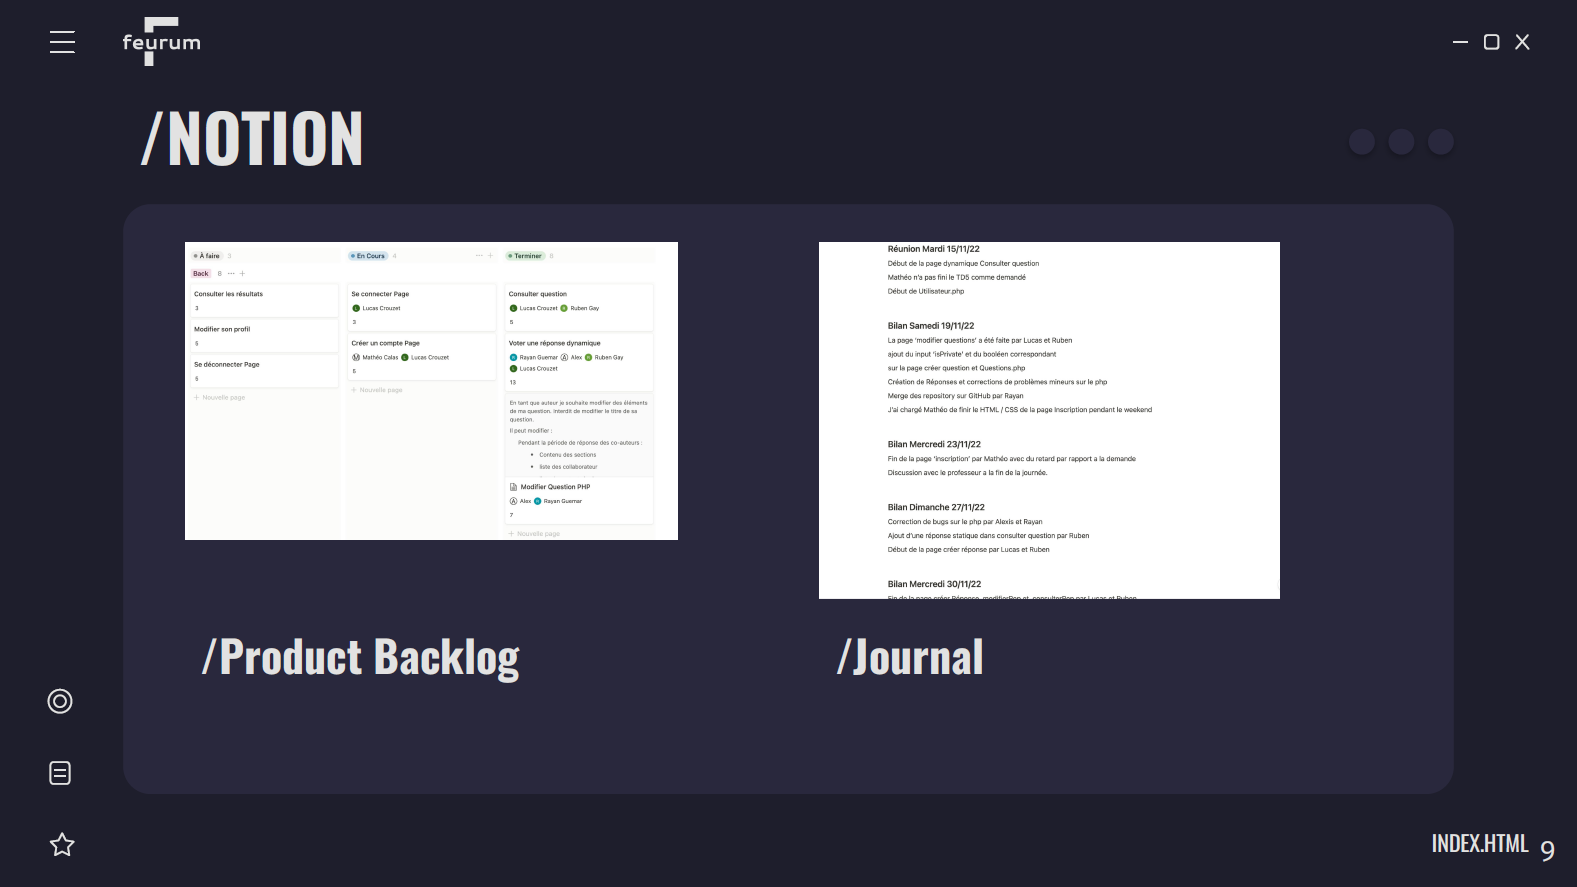 feurum
/NOTION
À faire 3
En Cours 4
Terminer 8
Back 8
Consulter les résultats
3
Modifier son profil
5
Se déconnecter Page
5
Nouvelle page
Se connecter Page
Lucas Crouzet
3
Créer un compte Page
Mathéo Calas Lucas Crouzet
5
Nouvelle page
Consulter question
Lucas Crouzet Ruben Gay
5
Voter une réponse dynamique
Rayan Guemar Alex Ruben Gay
Lucas Crouzet
13
En tant que auteur je souhaite modifier des éléments
de ma question. Interdit de modifier le titre de sa
question.
Il peut modifier :
Pendant la période de réponse des co-auteurs :
Contenu des sections
liste des collaborateur
Modifier Question PHP
Alex Rayan Guemar
7
Nouvelle page
Réunion Mardi 15/11/22
Début de la page dynamique Consulter question
Mathéo n'a pas fini le TD5 comme demandé
Début de Utilisateur.php
Bilan Samedi 19/11/22
La page 'modifier questions' a été faite par Lucas et Ruben
ajout du input 'isPrivate' et du booléen correspondant
sur la page créer question et Questions.php
Création de Réponses et corrections de problèmes mineurs sur le php
Merge des repository sur GitHub par Rayan
J'ai chargé Mathéo de finir le HTML / CSS de la page Inscription pendant le weekend
Bilan Mercredi 23/11/22
Fin de la page 'inscription' par Mathéo avec du retard par rapport a la demande
Discussion avec le professeur a la fin de la journée.
Bilan Dimanche 27/11/22
Correction de bugs sur le php par Alexis et Rayan
Ajout d'une réponse statique dans consulter question par Ruben
Début de la page créer réponse par Lucas et Ruben
Bilan Mercredi 30/11/22
Fin de la page créer Réponse, modifierRep et consulterRep par Lucas et Ruben
/Product Backlog
/Journal
INDEX.HTML 9